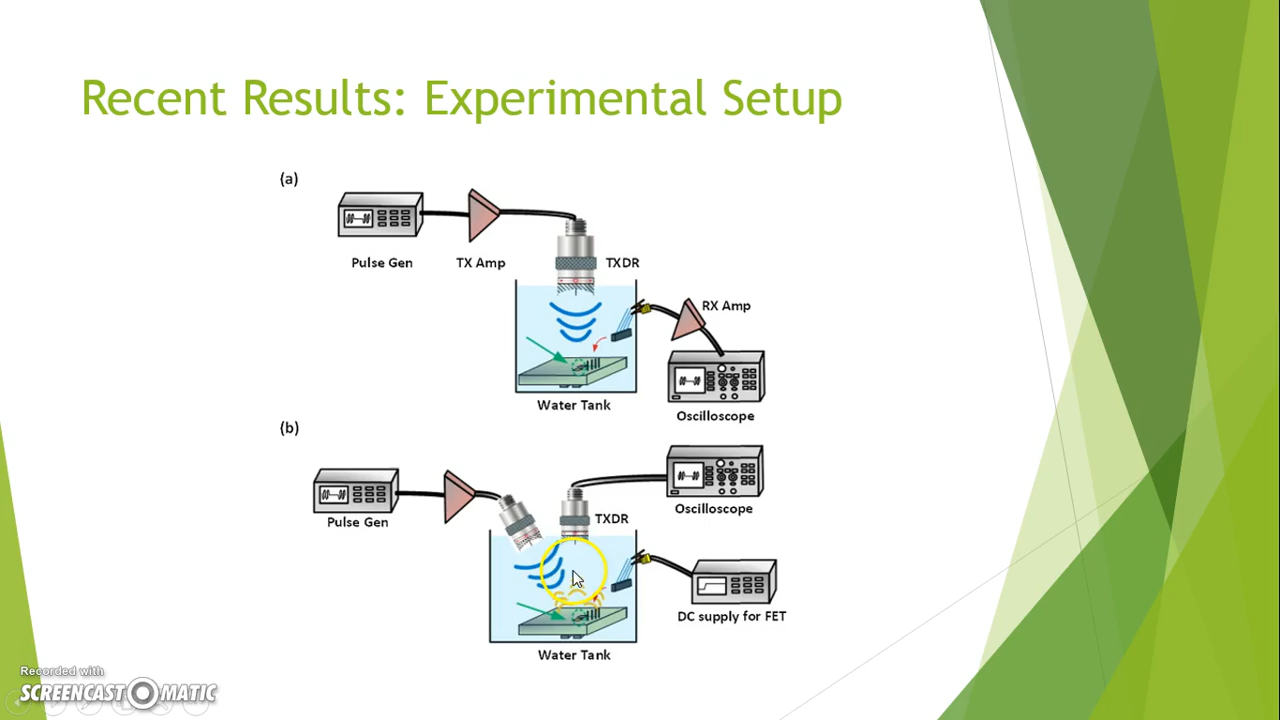 Recent Results: Experimental Setup
(a)
Pulse Gen
TX Amp
TXDR
RX Amp
Water Tank
Oscilloscope
(b)
Pulse Gen
TXDR
Oscilloscope
DC supply for FET
Water Tank
Recorded with
SCREENCAST MATIC